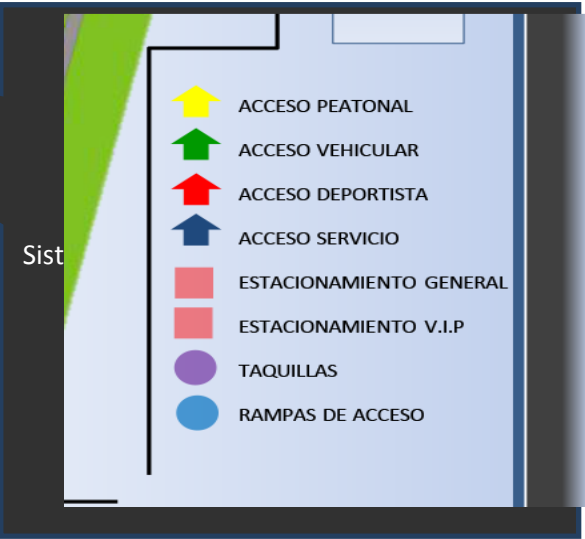 ACCESO PEATONAL
ACCESO VEHICULAR
ACCESO DEPORTISTA
ACCESO SERVICIO
Sist
ESTACIONAMIENTO GENERAL
ESTACIONAMIENTO V.I.P
TAQUILLAS
RAMPAS DE ACCESO